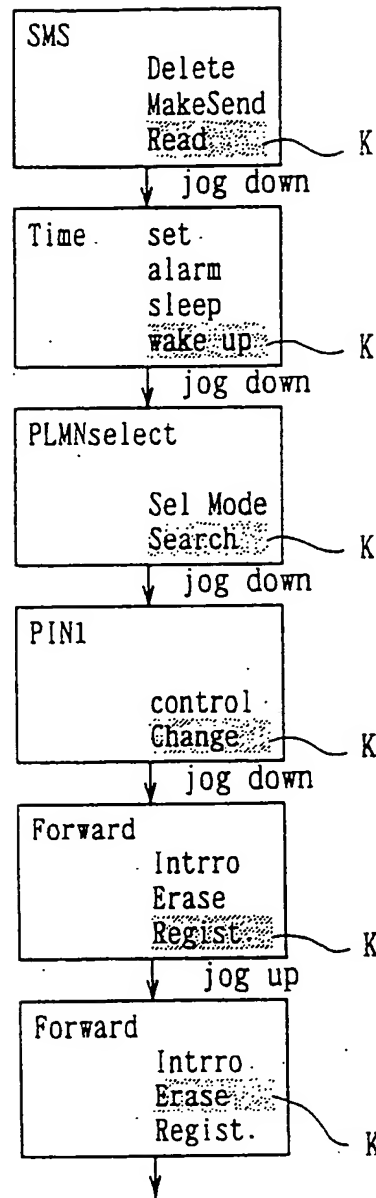 SMS
Delete
MakeSend
Read K
jog down
Time set
alarm
sleep
wake up K
jog down
PLMNselect
Sel Mode
Search K
jog down
PIN1
control
Change K
jog down
Forward
Intrro
Erase
Regist. K
jog up
Forward
Intrro
Erase
Regist. K